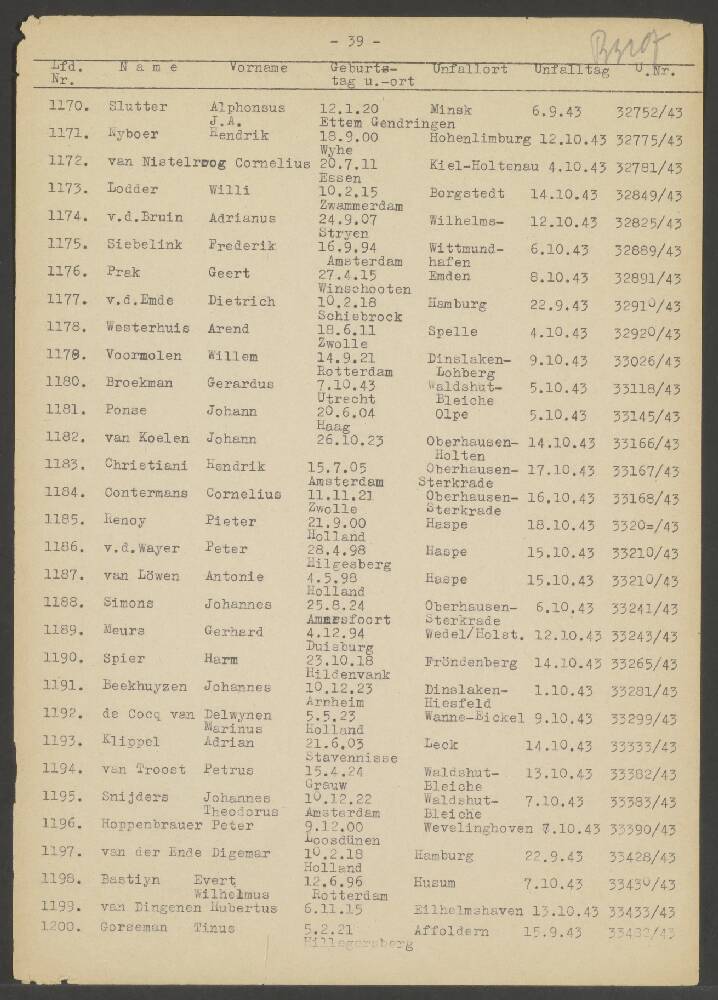 - 39 -
Lfd. Name Vorname Geburts- Unfallort Unfalltag U.Nr.
Nr. tag u.-ort
1170. Slutter Alphonsus 12.1.20 Minsk 6.9.43 32752/43
J.A. Ettem Gendringen
1171. Nyboer Hendrik 18.9.00 Hohenlimburg 12.10.43 32775/43
Wyhe
1172. van Nistelroog Cornelius 20.7.11 Kiel-Holtenau 4.10.43 32781/43
Essen
1173. Lodder Willi 10.2.15 Borgstedt 14.10.43 32849/43
Zwammerdam
1174. v.d.Bruin Adrianus 24.9.07 Wilhelms- 12.10.43 32825/43
Stryen
1175. Siebelink Frederik 16.9.94 Wittmund- 6.10.43 32889/43
Amsterdam hafen
1176. Prak Geert 27.4.15 Emden 8.10.43 32891/43
Winschooten
1177. v.d.Emde Dietrich 10.2.18 Hamburg 22.9.43 32910/43
Schiebrock
1178. Westerhuis Arend 18.6.11 Spelle 4.10.43 32920/43
Zwolle
1179. Voormolen Willem 14.9.21 Dinslaken- 9.10.43 33026/43
Rotterdam Lohberg
1180. Broekman Gerardus 7.10.43 Waldshut- 5.10.43 33118/43
Utrecht Bleiche
1181. Ponse Johann 20.6.04 Olpe 5.10.43 33145/43
Haag
1182. van Koelen Johann 26.10.23 Oberhausen- 14.10.43 33166/43
Holten
1183. Christiani Hendrik 15.7.05 Oberhausen- 17.10.43 33167/43
Amsterdam Sterkrade
1184. Contermans Cornelius 11.11.21 Oberhausen- 16.10.43 33168/43
Zwolle Sterkrade
1185. Renoy Pieter 21.9.00 Haspe 18.10.43 3320=/43
Holland
1186. v.d.Wayer Peter 28.4.98 Haspe 15.10.43 33210/43
Hilgesberg
1187. van Löwen Antonie 4.5.98 Haspe 15.10.43 33210/43
Holland
1188. Simons Johannes 25.8.24 Oberhausen- 6.10.43 33241/43
Amersfoort Sterkrade
1189. Meurs Gerhard 4.12.94 Wedel/Holst. 12.10.43 33243/43
Duisburg
1190. Spier Harm 23.10.18 Fröndenberg 14.10.43 33265/43
Hildenvank
1191. Beekhuyzen Johannes 10.12.23 Dinslaken- 1.10.43 33281/43
Arnheim Hiesfeld
1192. de Cocq van Delwynen 5.5.23 Wanne-Eickel 9.10.43 33299/43
Marinus Holland
1193. Klippel Adrian 21.6.03 Leck 14.10.43 33333/43
Stavennisse
1194. van Troost Petrus 15.4.24 Waldshut- 13.10.43 33382/43
Grauw Bleiche
1195. Snijders Johannes 10.12.22 Waldshut- 7.10.43 33383/43
Theodorus Amsterdam Bleiche
1196. Hoppenbrauer Peter 9.12.00 Wevelinghoven 7.10.43 33390/43
Loosdünen
1197. van der Ende Digemar 10.2.18 Hamburg 22.9.43 33428/43
Holland
1198. Bastiyn Evert 12.6.96 Husum 7.10.43 33430/43
Wilhelmus Rotterdam
1199. van Dingenen Hubertus 6.11.15 Eilhelmshaven 13.10.43 33433/43
1200. Gorseman Tinus 5.2.21 Affoldern 15.9.43 33482/43
Hillegersberg